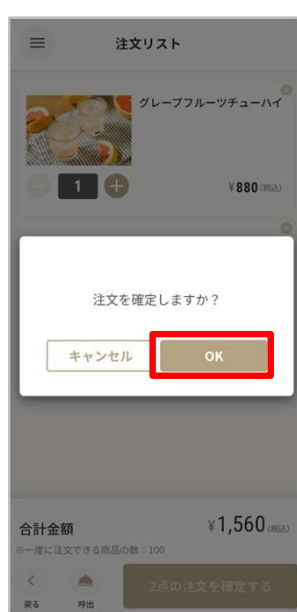 注文リスト
グレープフルーツチューハイ
1
¥880(税込)
注文を確定しますか？
キャンセル
OK
合計金額
¥1,560(税込)
※一度に注文できる商品の数：100
戻る
呼出
2点の注文を確定する